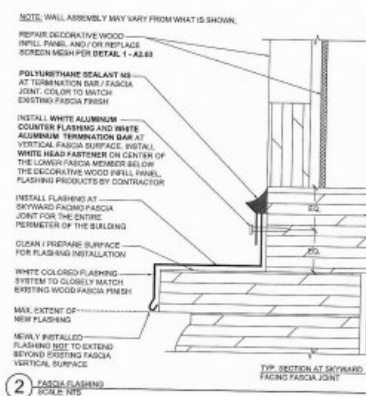 NOTE: WALL ASSEMBLY MAY VARY FROM WHAT IS SHOWN.
REPAIR DECORATIVE WOOD
INFILL PANEL AND / OR REPLACE
SCREEN MESH PER DETAIL 1 - A2.03
POLYURETHANE SEALANT NS
AT TERMINATION BAR / FASCIA
JOINT. COLOR TO MATCH
EXISTING FASCIA FINISH
INSTALL WHITE ALUMINUM
COUNTER FLASHING AND WHITE
ALUMINUM TERMINATION BAR AT
VERTICAL FASCIA SURFACE, INSTALL
WHITE HEAD FASTENER ON CENTER OF
THE LOWER FASCIA MEMBER BELOW
THE DECORATIVE WOOD INFILL PANEL.
FLASHING PRODUCTS BY CONTRACTOR
INSTALL FLASHING AT
SKYWARD FACING FASCIA
JOINT FOR THE ENTIRE
PERIMETER OF THE BUILDING
CLEAN / PREPARE SURFACE
FOR FLASHING INSTALLATION
WHITE COLORED FLASHING
SYSTEM TO CLOSELY MATCH
EXISTING WOOD FASCIA FINISH
MAX. EXTENT OF
NEW FLASHING
NEWLY INSTALLED
FLASHING NOT TO EXTEND
BEYOND EXISTING FASCIA
VERTICAL SURFACE
EQ.
EQ.
TYP. SECTION AT SKYWARD
FACING FASCIA JOINT
2 FASCIA FLASHING
SCALE: NTS